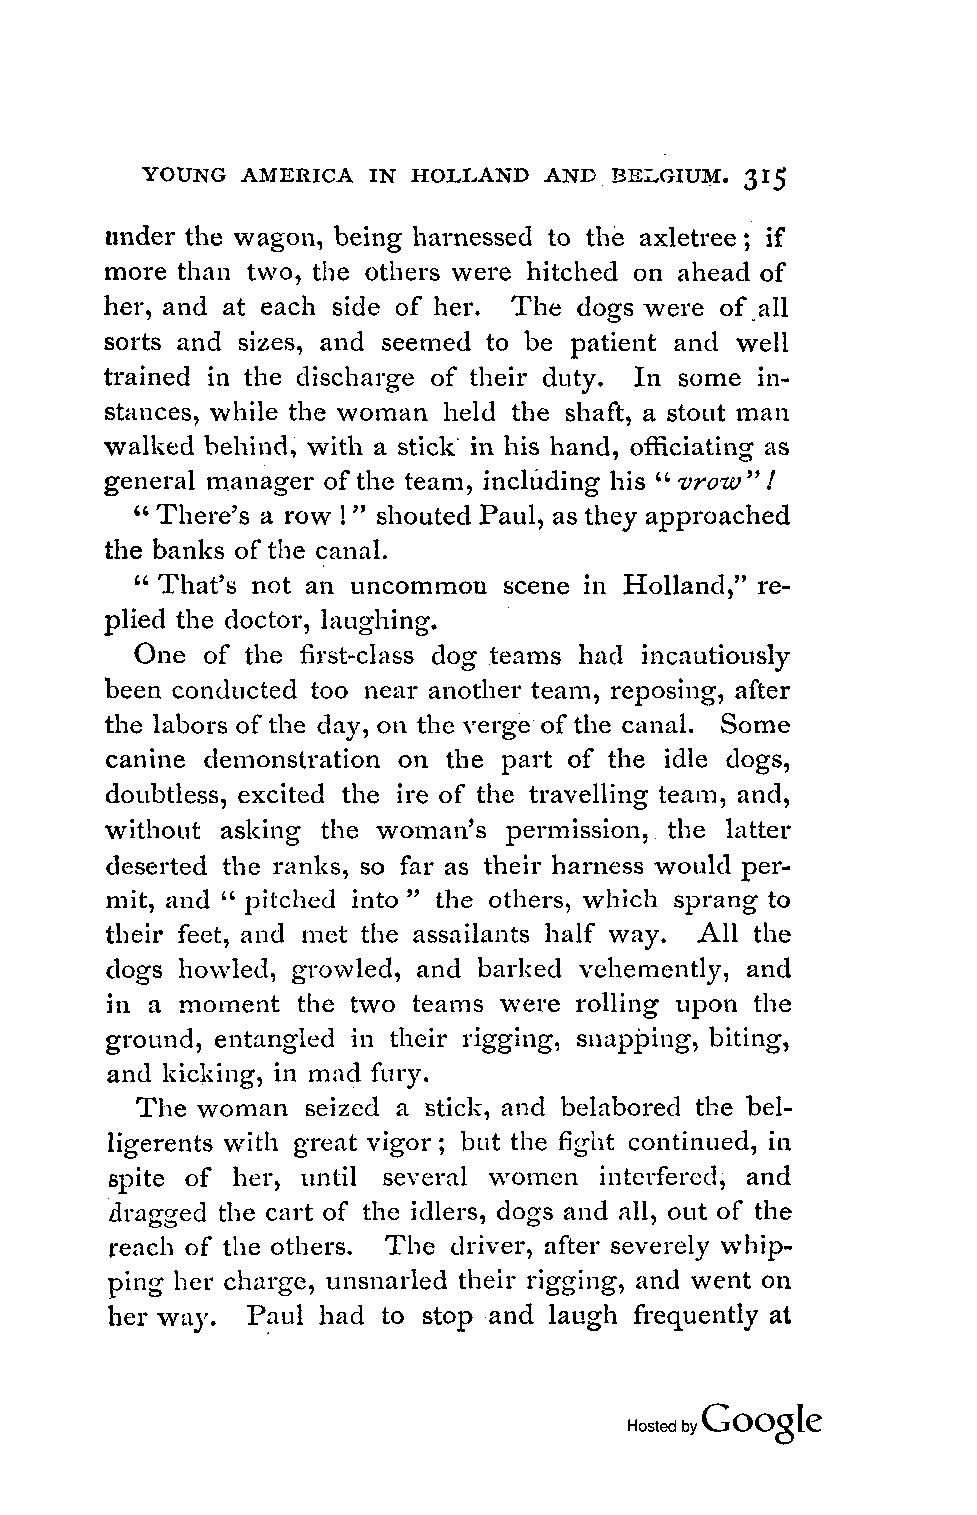 YOUNG AMERICA IN HOLLAND AND BELGIUM. 315
under the wagon, being harnessed to the axletree; if
more than two, the others were hitched on ahead of
her, and at each side of her. The dogs were of all
sorts and sizes, and seemed to be patient and well
trained in the discharge of their duty. In some in-
stances, while the woman held the shaft, a stout man
walked behind, with a stick in his hand, officiating as
general manager of the team, including his "vrow"!
"There's a row!" shouted Paul, as they approached
the banks of the canal.
"That's not an uncommon scene in Holland," re-
plied the doctor, laughing.
One of the first-class dog teams had incautiously
been conducted too near another team, reposing, after
the labors of the day, on the verge of the canal. Some
canine demonstration on the part of the idle dogs,
doubtless, excited the ire of the travelling team, and,
without asking the woman's permission, the latter
deserted the ranks, so far as their harness would per-
mit, and "pitched into" the others, which sprang to
their feet, and met the assailants half way. All the
dogs howled, growled, and barked vehemently, and
in a moment the two teams were rolling upon the
ground, entangled in their rigging, snapping, biting,
and kicking, in mad fury.
The woman seized a stick, and belabored the bel-
ligerents with great vigor; but the fight continued, in
spite of her, until several women interfered, and
dragged the cart of the idlers, dogs and all, out of the
reach of the others. The driver, after severely whip-
ping her charge, unsnarled their rigging, and went on
her way. Paul had to stop and laugh frequently at
Hosted by Google